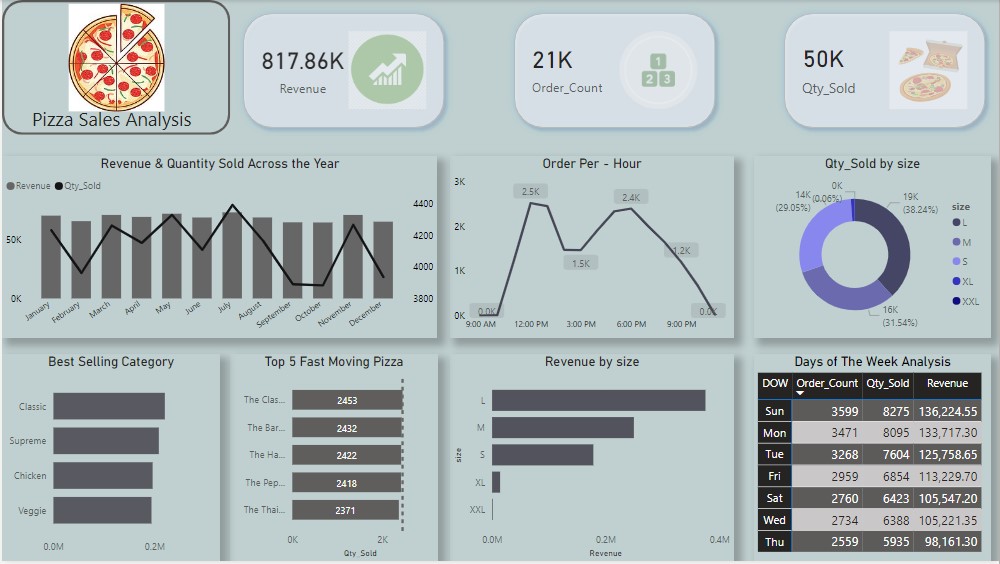 Pizza Sales Analysis
817.86K
Revenue
21K
Order_Count
1
2 3
50K
Qty_Sold
Revenue & Quantity Sold Across the Year
Revenue Qty_Sold
50K
0K
4400
4200
4000
3800
January
February
March
April
May
June
July
August
September
October
November
December
Order Per - Hour
3K
2K
1K
0K
2.5K
2.4K
1.5K
1.2K
0.0K
0.0K
9:00 AM
12:00 PM
3:00 PM
6:00 PM
9:00 PM
Qty_Sold by size
0K
(0.06%)
14K
(29.05%)
19K
(38.24%)
16K
(31.54%)
size
L
M
S
XL
XXL
Best Selling Category
Classic
Supreme
Chicken
Veggie
0.0M
0.2M
Top 5 Fast Moving Pizza
The Clas... 2453
The Bar... 2432
The Ha... 2422
The Pep... 2418
The Thai... 2371
0K
2K
Qty_Sold
Revenue by size
size
L
M
S
XL
XXL
0.0M
0.2M
0.4M
Revenue
Days of The Week Analysis
DOW Order_Count Qty_Sold Revenue
Sun 3599 8275 136,224.55
Mon 3471 8095 133,717.30
Tue 3268 7604 125,758.65
Fri 2959 6854 113,229.70
Sat 2760 6423 105,547.20
Wed 2734 6388 105,221.35
Thu 2559 5935 98,161.30